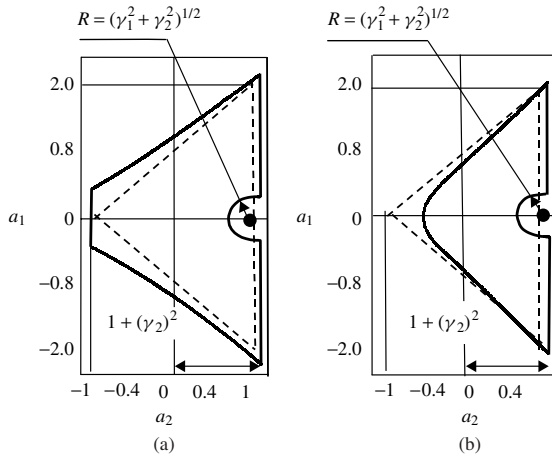 R = (γ₁² + γ₂²)^1/2
2.0
0.8
a₁
0
−0.8
−2.0
1 + (γ₂)²
−1 −0.4 0 0.4 1
a₂
(a)
R = (γ₁² + γ₂²)^1/2
2.0
0.8
a₁
0
−0.8
−2.0
1 + (γ₂)²
−1 −0.4 0 0.4 0.8
a₂
(b)